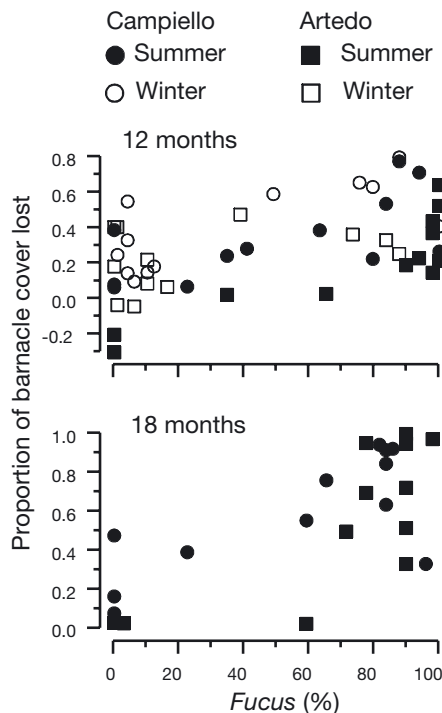 Campiello Artedo
Summer Summer
Winter Winter
12 months
0.8
0.6
0.4
0.2
0.0
-0.2
18 months
1.0
0.8
0.6
0.4
0.2
0.0
0 20 40 60 80 100
Proportion of barnacle cover lost
Fucus (%)